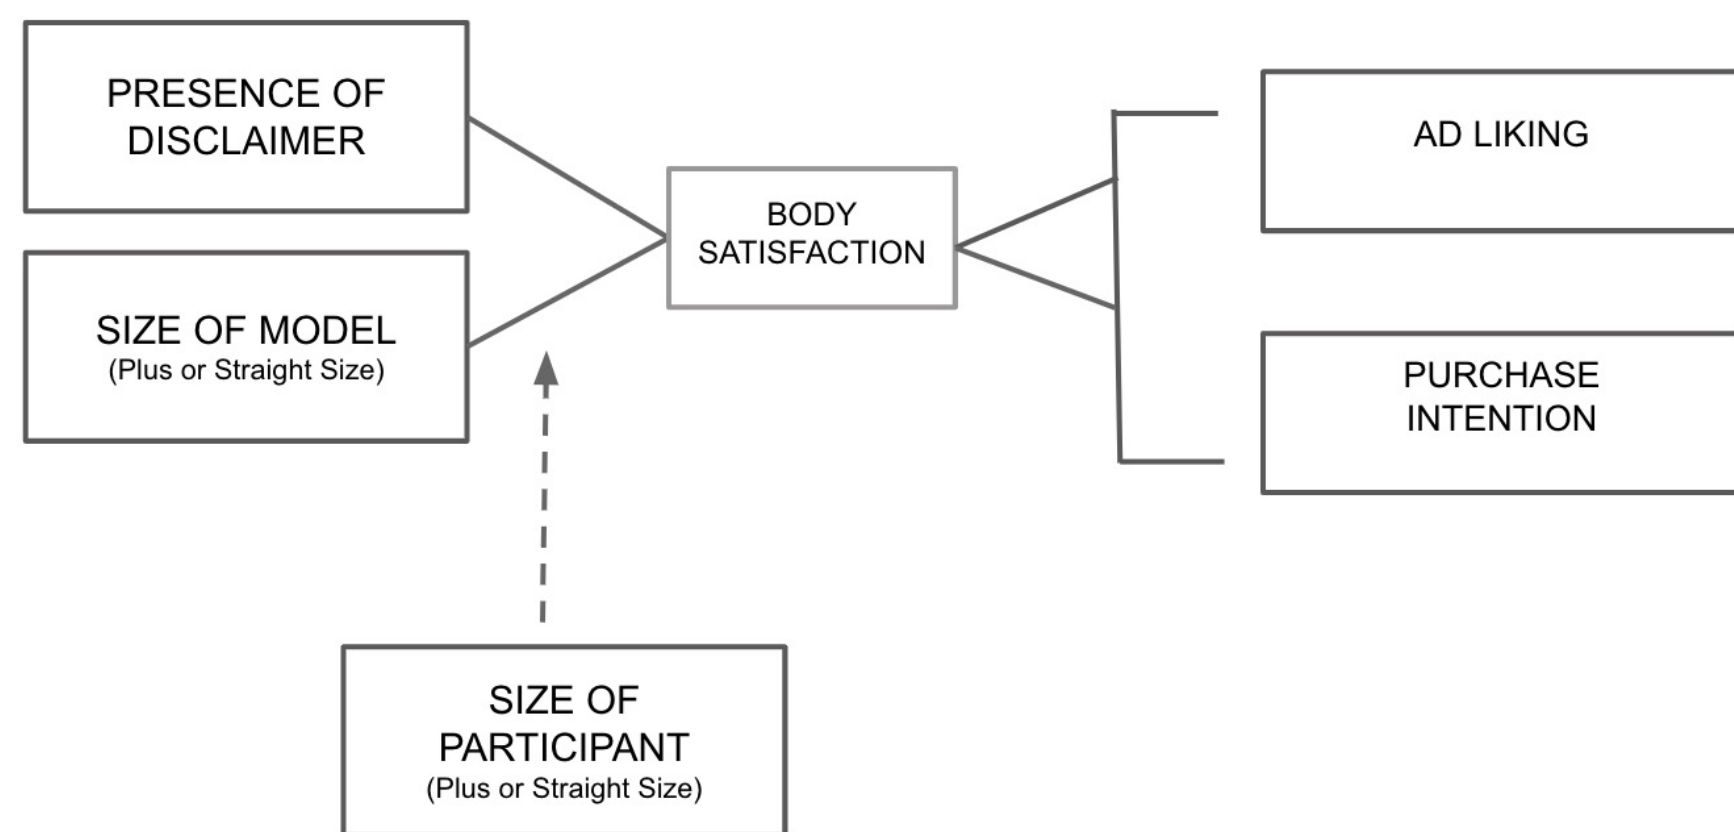 PRESENCE OF
DISCLAIMER
SIZE OF MODEL
(Plus or Straight Size)
BODY
SATISFACTION
AD LIKING
PURCHASE
INTENTION
SIZE OF
PARTICIPANT
(Plus or Straight Size)